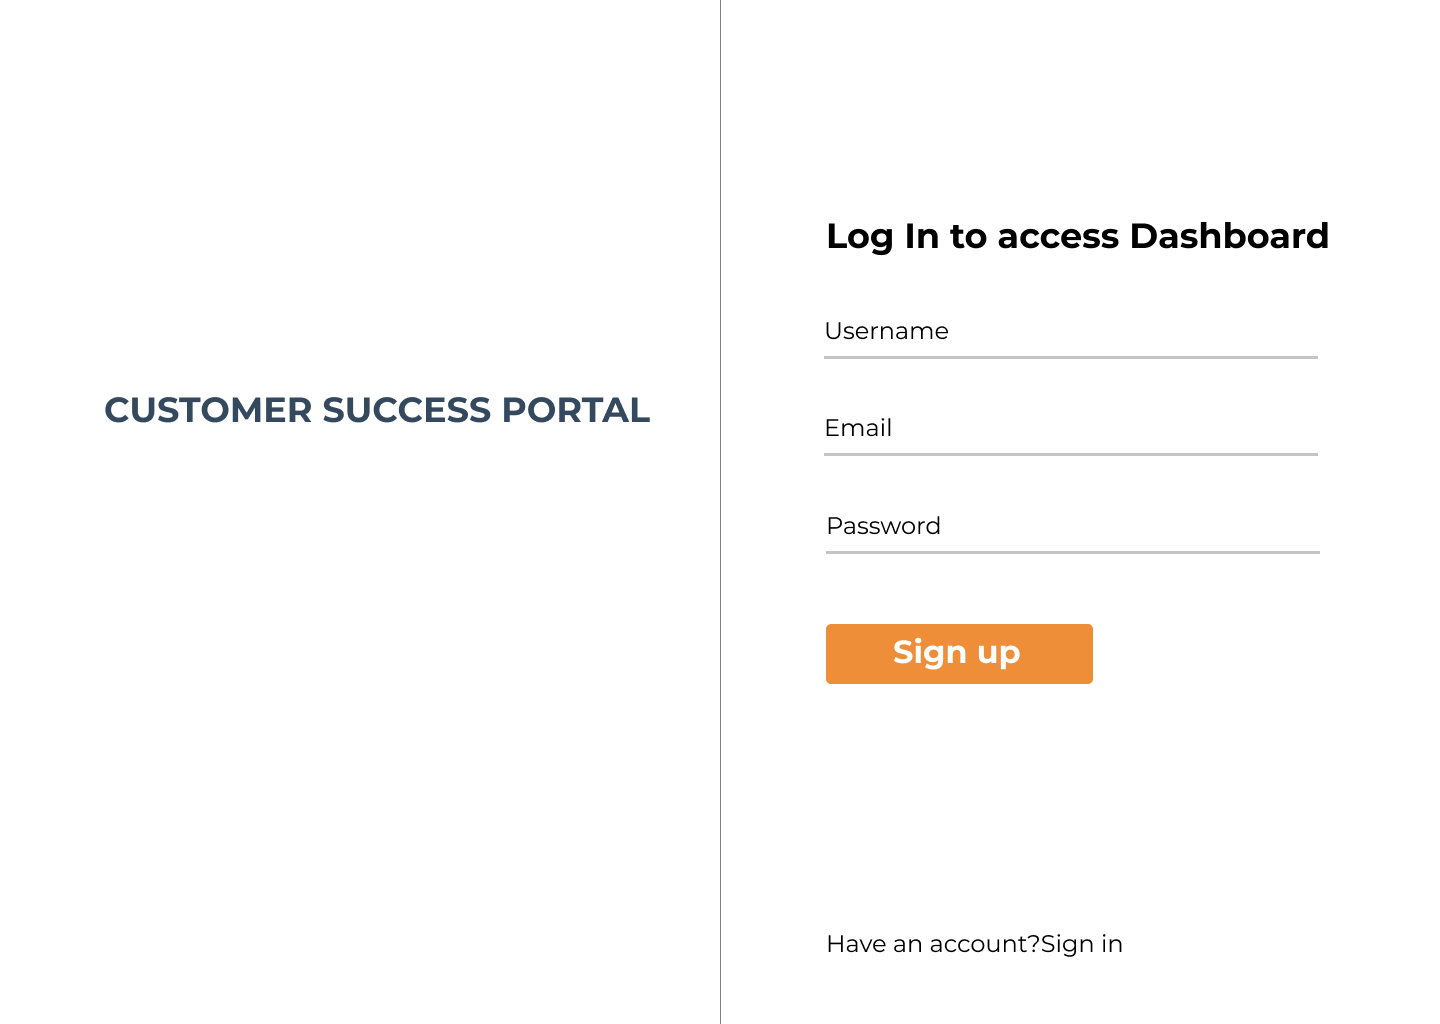 CUSTOMER SUCCESS PORTAL
Log In to access Dashboard
Username
Email
Password
Sign up
Have an account?Sign in